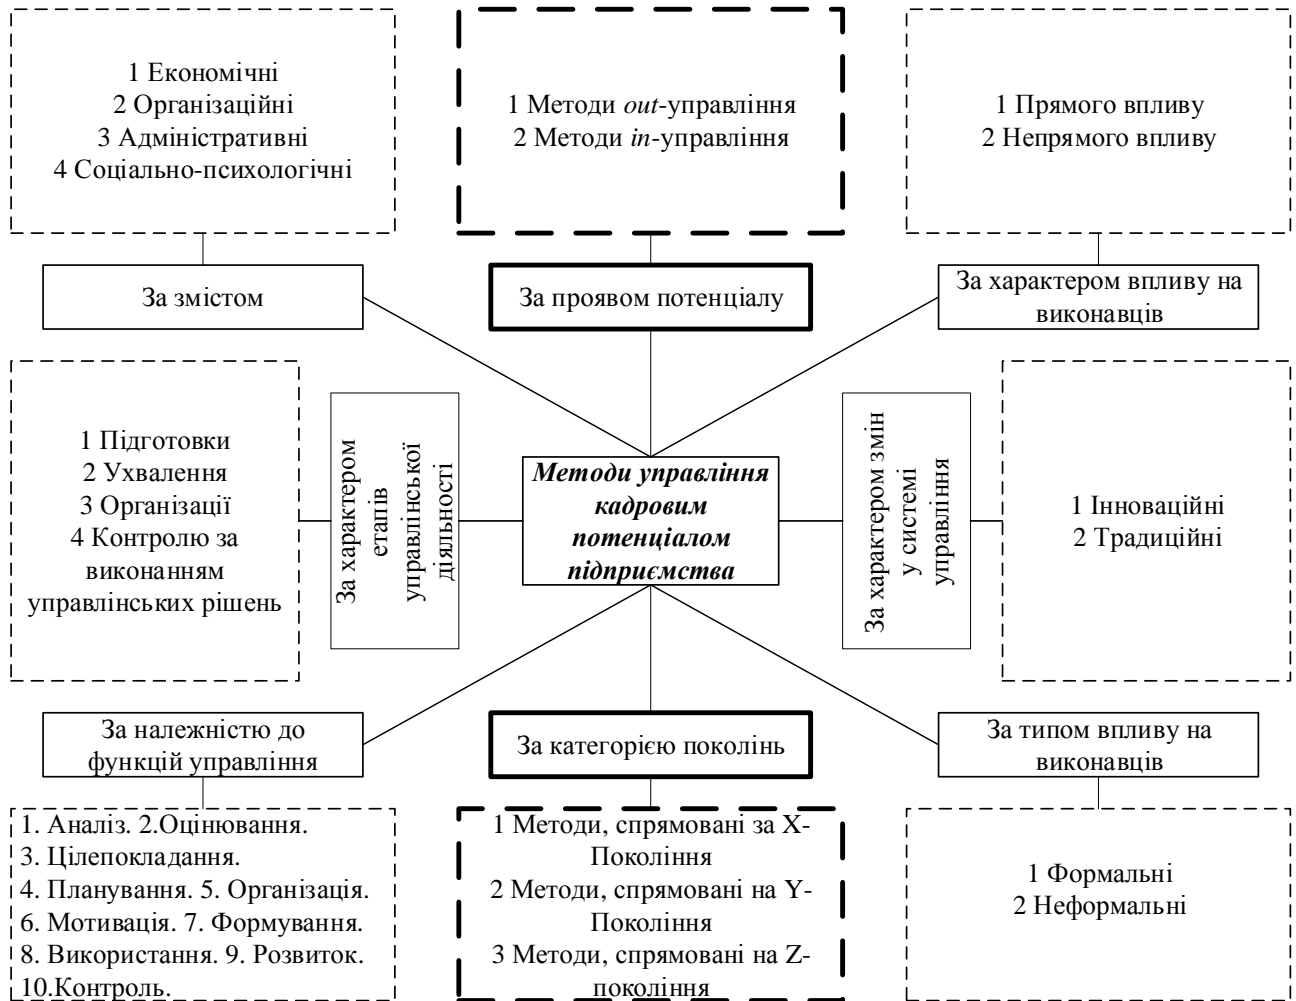 1 Економічні
2 Організаційні
3 Адміністративні
4 Соціально-психологічні
1 Методи out-управління
2 Методи in-управління
1 Прямого впливу
2 Непрямого впливу
За змістом
За проявом потенціалу
За характером впливу на
виконавців
1 Підготовки
2 Ухвалення
3 Організації
4 Контролю за
виконанням
управлінських рішень
За характером
етапів
управлінської
діяльності
Методи управління
кадровим
потенціалом
підприємства
За характером змін
у системі
управління
1 Інноваційні
2 Традиційні
За належністю до
функцій управління
За категорією поколінь
За типом впливу на
виконавців
1. Аналіз. 2.Оцінювання.
3. Цілепокладання.
4. Планування. 5. Організація.
6. Мотивація. 7. Формування.
8. Використання. 9. Розвиток.
10.Контроль.
1 Методи, спрямовані за X-
Покоління
2 Методи, спрямовані на Y-
Покоління
3 Методи, спрямовані на Z-
покоління
1 Формальні
2 Неформальні